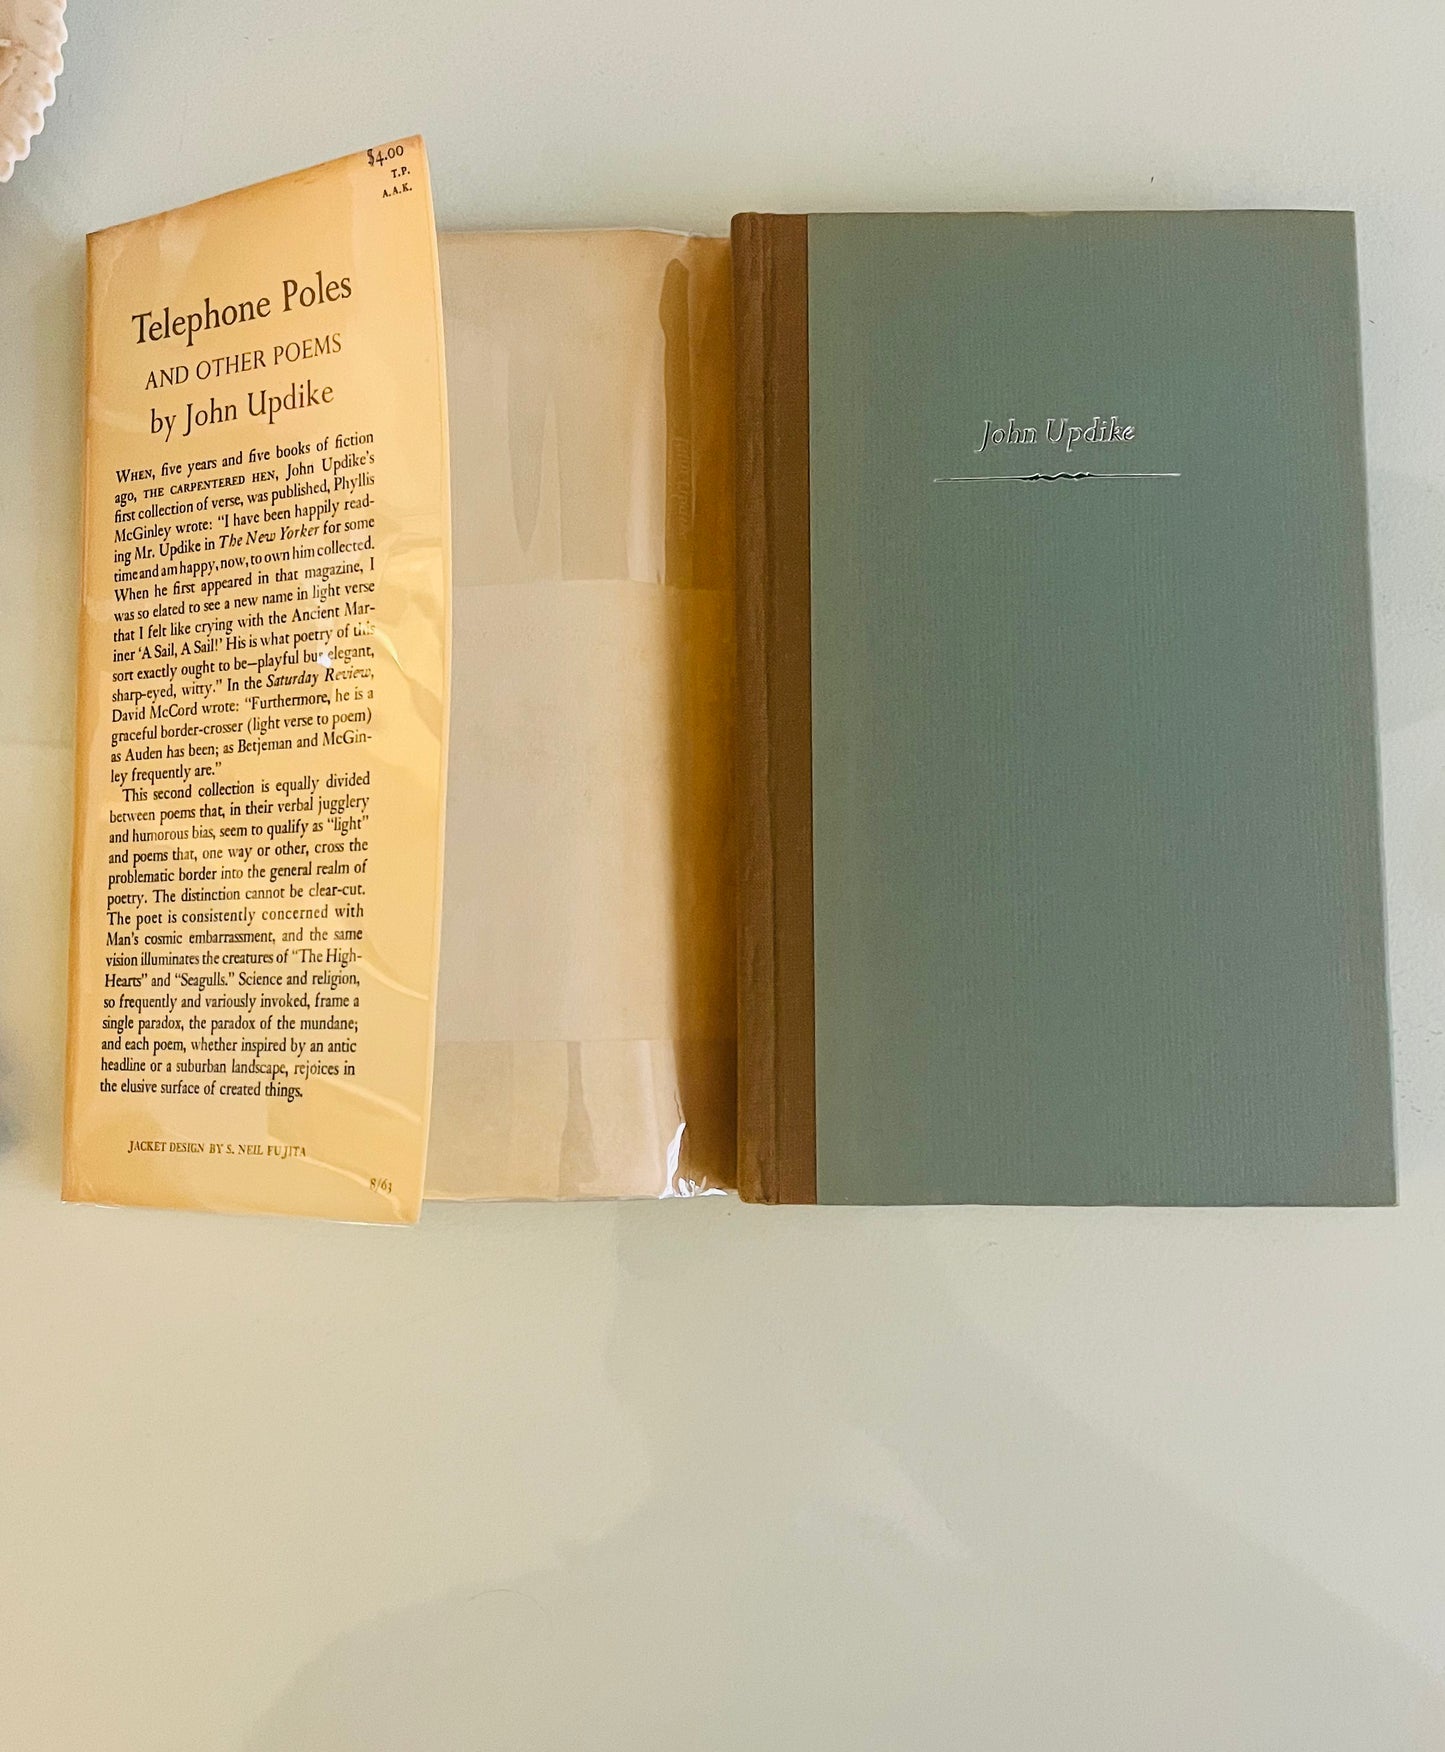 $4.00
T.P.
A.A.K.
Telephone Poles
AND OTHER POEMS
by John Updike
WHEN, five years and five books of fiction
ago, THE CARPENTERED HEN, John Updike's
first collection of verse, was published, Phyllis
McGinley wrote: "I have been happily read-
ing Mr. Updike in The New Yorker for some
time and am happy, now, to own him collected.
When he first appeared in that magazine, I
was so elated to see a new name in light verse
that I felt like crying with the Ancient Mar-
iner 'A Sail, A Sail!' His is what poetry of this
sort exactly ought to be—playful but elegant,
sharp-eyed, witty." In the Saturday Review,
David McCord wrote: "Furthermore, he is a
graceful border-crosser (light verse to poem)
as Auden has been; as Betjeman and McGin-
ley frequently are."
This second collection is equally divided
between poems that, in their verbal jugglery
and humorous bias, seem to qualify as "light"
and poems that, one way or other, cross the
problematic border into the general realm of
poetry. The distinction cannot be clear-cut.
The poet is consistently concerned with
Man's cosmic embarrassment, and the same
vision illuminates the creatures of "The High-
Hearts" and "Seagulls." Science and religion,
so frequently and variously invoked, frame a
single paradox, the paradox of the mundane;
and each poem, whether inspired by an antic
headline or a suburban landscape, rejoices in
the elusive surface of created things.
JACKET DESIGN BY S. NEIL FUJITA
8/63
John Updike